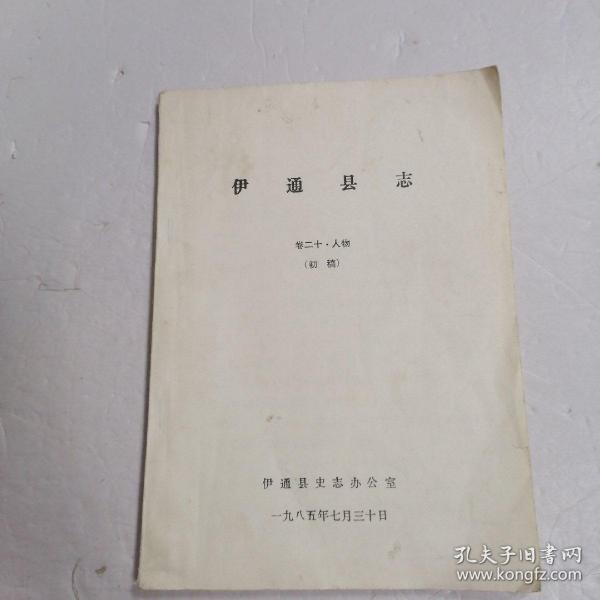 伊通县志
卷二十·人物
（初 稿）
伊通县史志办公室
一九八五年七月三十日
孔夫子旧书网
www.kongfz.com